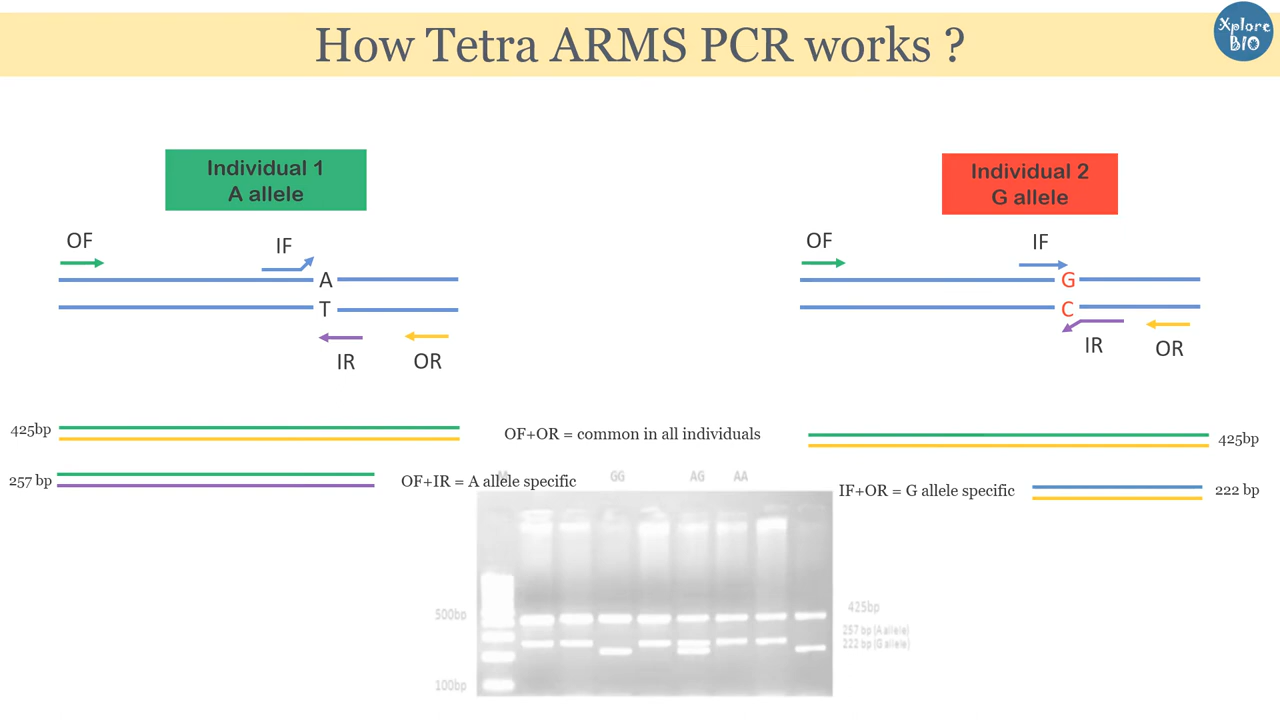 How Tetra ARMS PCR works ?
Xplore
BIO
Individual 1
A allele
Individual 2
G allele
OF
IF
A
T
IR
OR
OF
IF
G
C
IR
OR
425bp
OF+OR = common in all individuals
425bp
257 bp
OF+IR = A allele specific
IF+OR = G allele specific
222 bp
M
GG
AG
AA
500bp
100bp
425bp
257 bp (A allele)
222 bp (G allele)